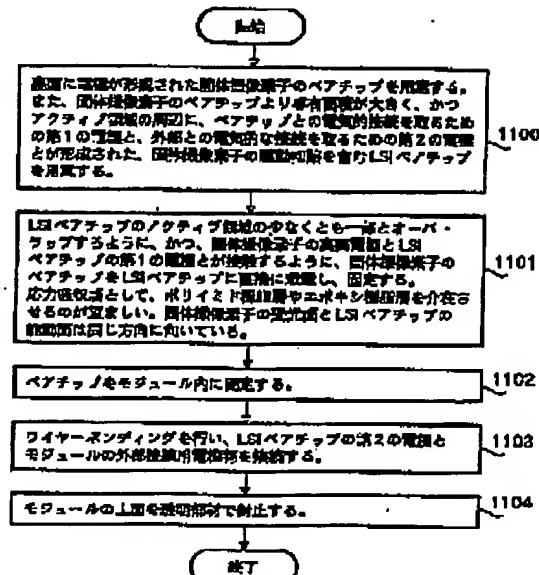 開始
裏面に電極が形成された固体撮像素子のベアチップを用意する。
また、固体撮像素子のベアチップより専有面積が大きく、かつ
アクティブ領域の周辺に、ベアチップとの電気的接続を取るため
の第1の電極と、外部との電気的な接続を取るための第2の電極
とが形成された、固体撮像素子の駆動回路を含むLSIベアチップ
を用意する。
1100
LSIベアチップのアクティブ領域の少なくとも一部とオーバ・
ラップするように、かつ、固体撮像素子の裏面電極とLSI
ベアチップの第1の電極とが接触するように、固体撮像素子の
ベアチップをLSIベアチップに直接に載置し、固定する。
応力吸収層として、ポリイミド樹脂層やエポキシ樹脂層を介在さ
せるのが望ましい。固体撮像素子の受光面とLSIベアチップの
能動面は同じ方向に向いている。
1101
ベアチップをモジュール内に固定する。
1102
ワイヤーボンディングを行い、LSIベアチップの第2の電極と
モジュールの外部接続用電極材を接続する。
1103
モジュールの上面を透明部材で封止する。
1104
終了